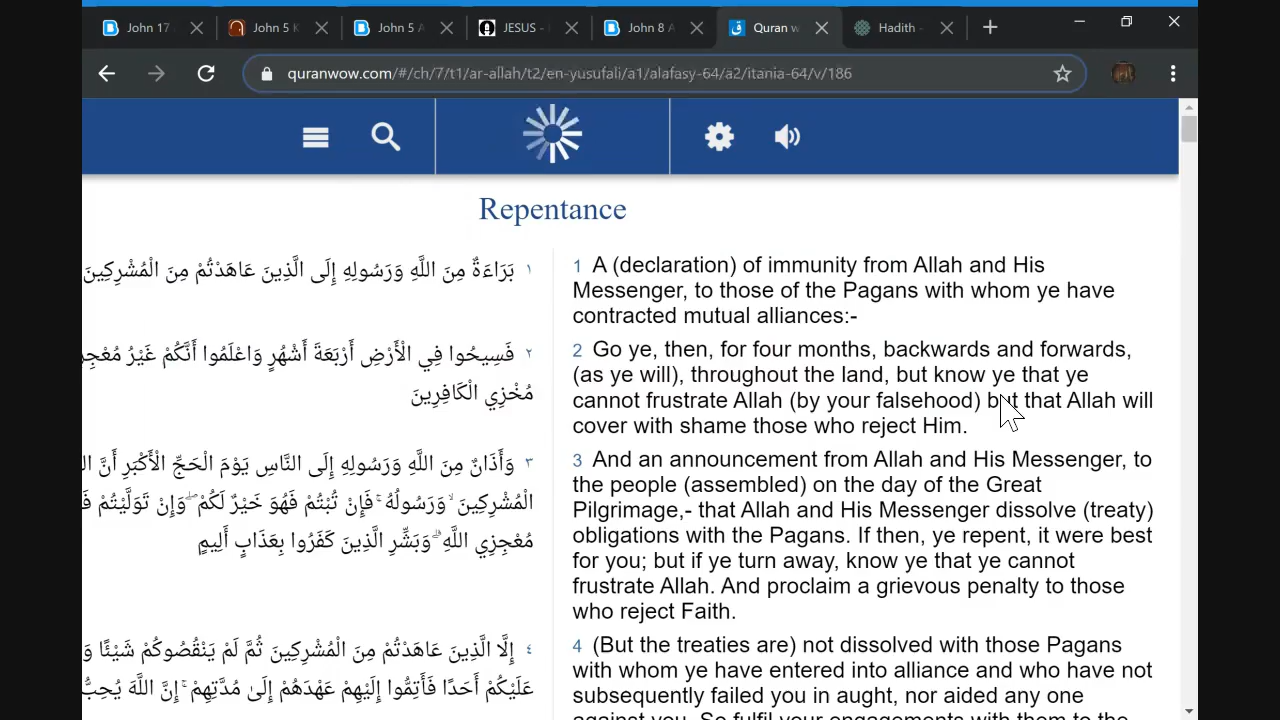 John 17
John 5 K
John 5 A
JESUS -
John 8 A
Quran w
Hadith -
quranwow.com/#/ch/7/t1/ar-allah/t2/en-yusufali/a1/alafasy-64/a2/itania-64/v/186
Repentance
١ بَرَاءَةٌ مِنَ اللَّهِ وَرَسُولِهِ إِلَى الَّذِينَ عَاهَدْتُمْ مِنَ الْمُشْرِكِينَ
٢ فَسِيحُوا فِي الْأَرْضِ أَرْبَعَةَ أَشْهُرٍ وَاعْلَمُوا أَنَّكُمْ غَيْرُ
مُخْزِي الْكَافِرِينَ
٣ وَأَذَانٌ مِنَ اللَّهِ وَرَسُولِهِ إِلَى النَّاسِ يَوْمَ الْحَجِّ الْأَكْبَرِ أَنَّ
الْمُشْرِكِينَ ۙ وَرَسُولُهُ ۚ فَإِنْ تُبْتُمْ فَهُوَ خَيْرٌ لَكُمْ ۖ وَإِنْ تَوَلَّيْتُمْ
مُعْجِزِي اللَّهِ ۗ وَبَشِّرِ الَّذِينَ كَفَرُوا بِعَذَابٍ أَلِيمٍ
٤ إِلَّا الَّذِينَ عَاهَدْتُمْ مِنَ الْمُشْرِكِينَ ثُمَّ لَمْ يَنْقُصُوكُمْ شَيْئًا وَ
عَلَيْكُمْ أَحَدًا فَأَتِمُّوا إِلَيْهِمْ عَهْدَهُمْ إِلَىٰ مُدَّتِهِمْ ۚ إِنَّ اللَّهَ
1 A (declaration) of immunity from Allah and His
Messenger, to those of the Pagans with whom ye have
contracted mutual alliances:-
2 Go ye, then, for four months, backwards and forwards,
(as ye will), throughout the land, but know ye that ye
cannot frustrate Allah (by your falsehood) but that Allah will
cover with shame those who reject Him.
3 And an announcement from Allah and His Messenger, to
the people (assembled) on the day of the Great
Pilgrimage,- that Allah and His Messenger dissolve (treaty)
obligations with the Pagans. If then, ye repent, it were best
for you; but if ye turn away, know ye that ye cannot
frustrate Allah. And proclaim a grievous penalty to those
who reject Faith.
4 (But the treaties are) not dissolved with those Pagans
with whom ye have entered into alliance and who have not
subsequently failed you in aught, nor aided any one
against you. So fulfil your engagements with them to the